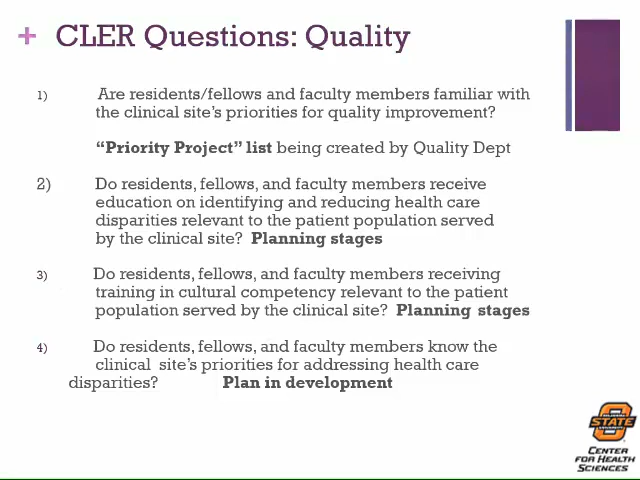 + CLER Questions: Quality
1) Are residents/fellows and faculty members familiar with
the clinical site's priorities for quality improvement?
"Priority Project" list being created by Quality Dept
2) Do residents, fellows, and faculty members receive
education on identifying and reducing health care
disparities relevant to the patient population served
by the clinical site? Planning stages
3) Do residents, fellows, and faculty members receiving
training in cultural competency relevant to the patient
population served by the clinical site? Planning stages
4) Do residents, fellows, and faculty members know the
clinical site's priorities for addressing health care
disparities? Plan in development
STATE
CENTER
FOR HEALTH
SCIENCES